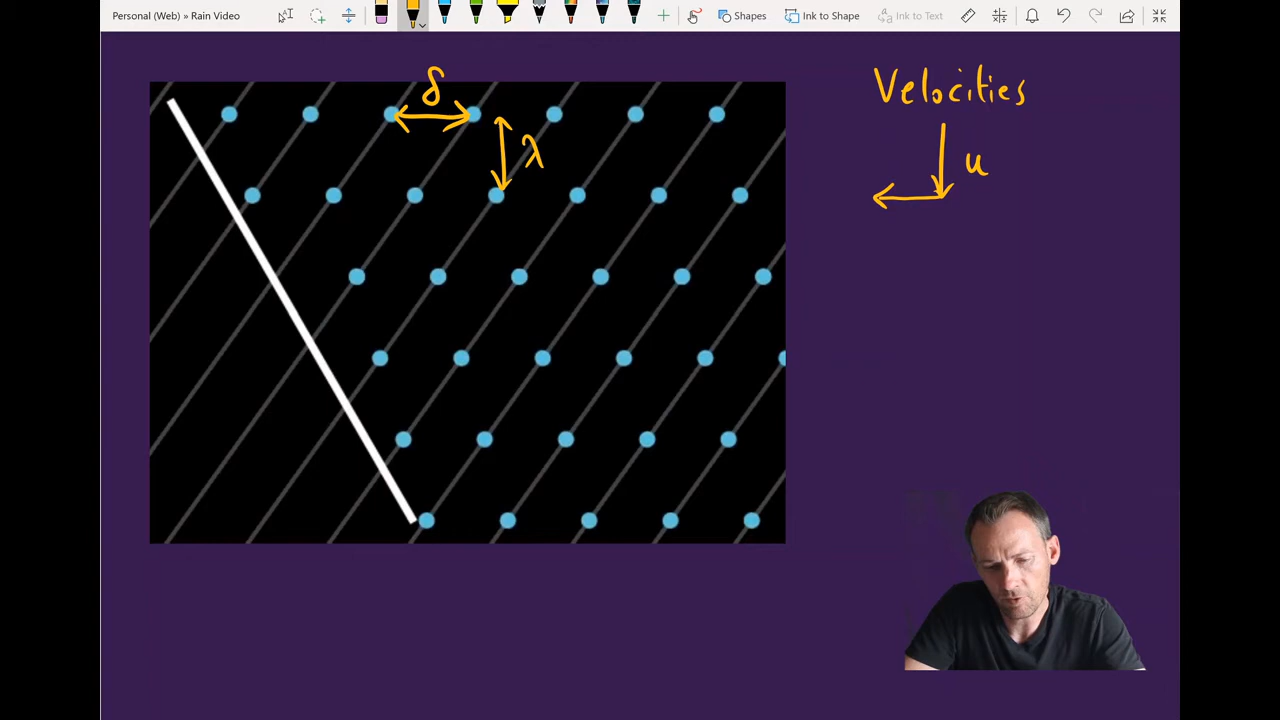 Personal (Web) » Rain Video
Shapes
Ink to Shape
Ink to Text
δ
λ
Velocities
u